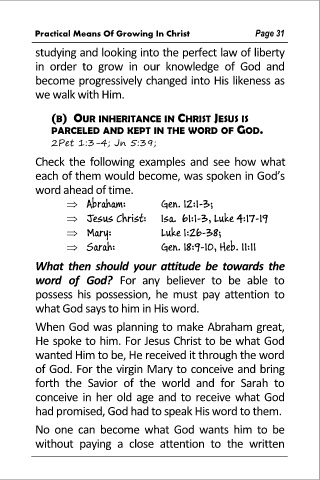 Practical Means Of Growing In Christ Page 31
studying and looking into the perfect law of liberty
in order to grow in our knowledge of God and
become progressively changed into His likeness as
we walk with Him.
(B) OUR INHERITANCE IN CHRIST JESUS IS
PARCELED AND KEPT IN THE WORD OF GOD.
2Pet 1:3-4; Jn 5:39;
Check the following examples and see how what
each of them would become, was spoken in God's
word ahead of time.
⇒ Abraham: Gen. 12:1-3;
⇒ Jesus Christ: Isa. 61:1-3, Luke 4:17-19
⇒ Mary: Luke 1:26-38;
⇒ Sarah: Gen. 18:9-10, Heb. 11:11
What then should your attitude be towards the
word of God? For any believer to be able to
possess his possession, he must pay attention to
what God says to him in His word.
When God was planning to make Abraham great,
He spoke to him. For Jesus Christ to be what God
wanted Him to be, He received it through the word
of God. For the virgin Mary to conceive and bring
forth the Savior of the world and for Sarah to
conceive in her old age and to receive what God
had promised, God had to speak His word to them.
No one can become what God wants him to be
without paying a close attention to the written